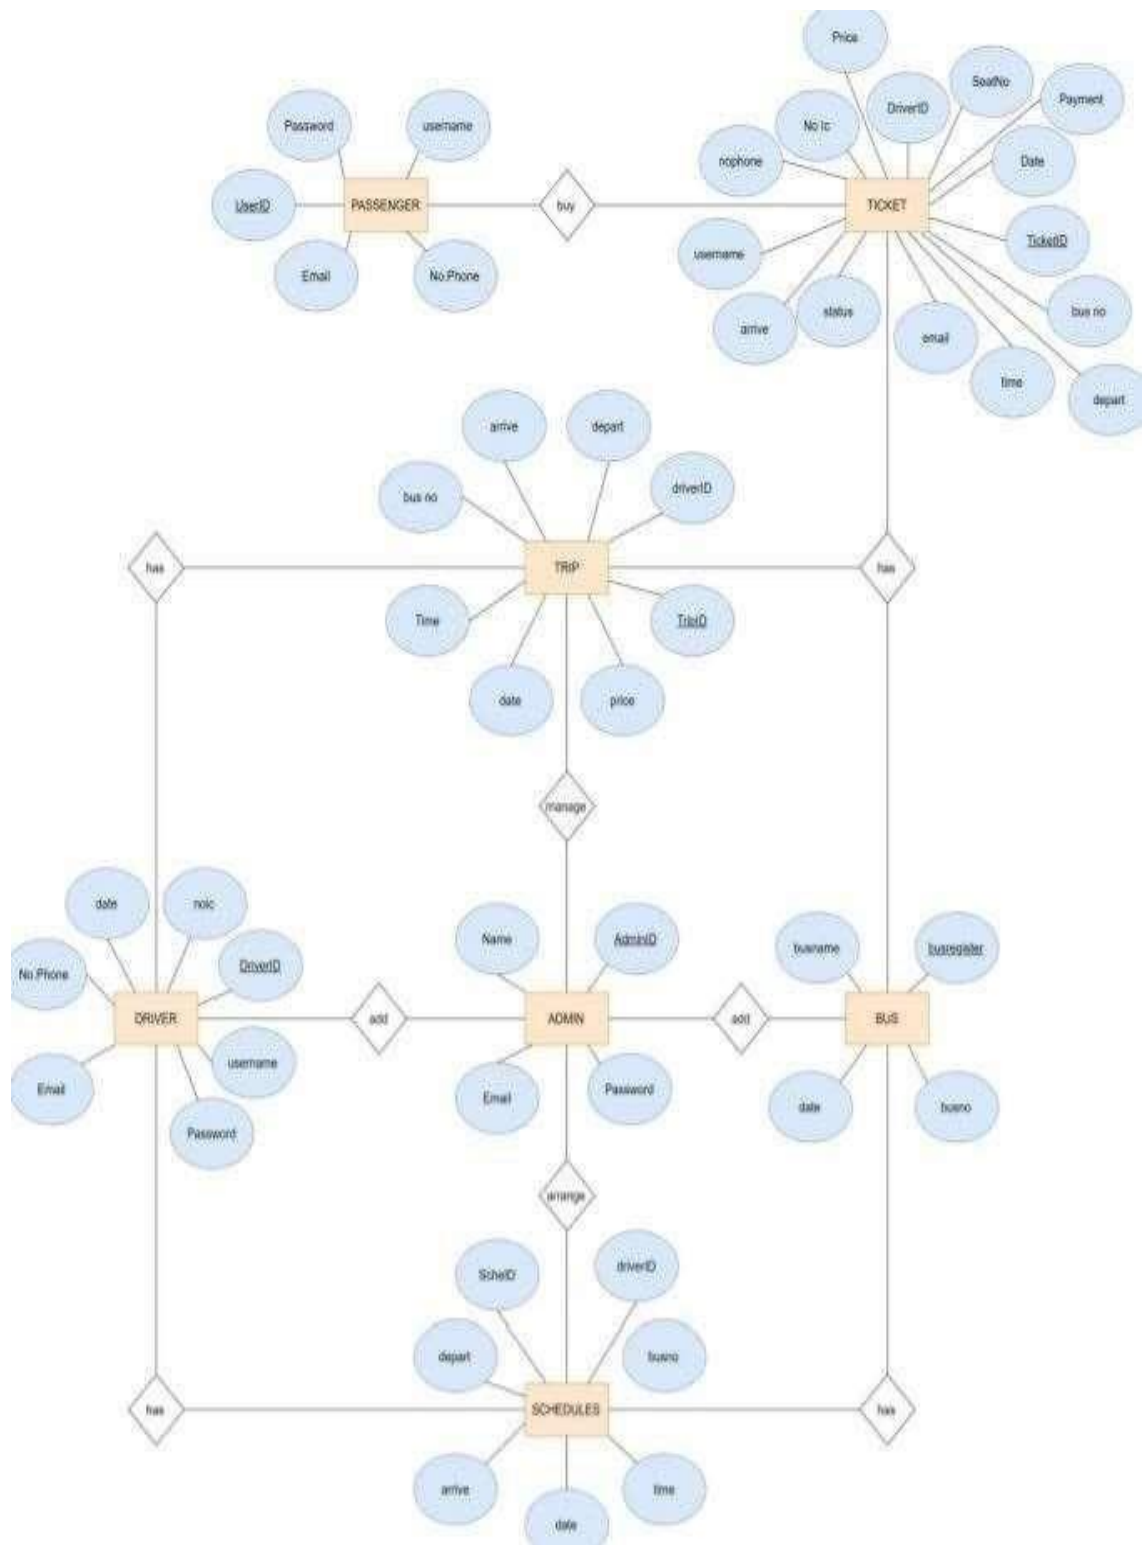 Price
SeatNo
DriverID
Payment
Password
username
No Ic
nophone
Date
UserID
PASSENGER
buy
TICKET
TicketID
username
Email
No.Phone
arrive
status
bus no
email
time
depart
arrive
depart
bus no
driverID
has
TRIP
has
Time
TripID
date
price
manage
date
noic
Name
AdminID
busname
busregister
No.Phone
DriverID
DRIVER
add
ADMIN
add
BUS
username
Email
Password
Email
Password
date
busno
arrange
ScheID
driverID
depart
busno
has
SCHEDULES
has
arrive
time
date